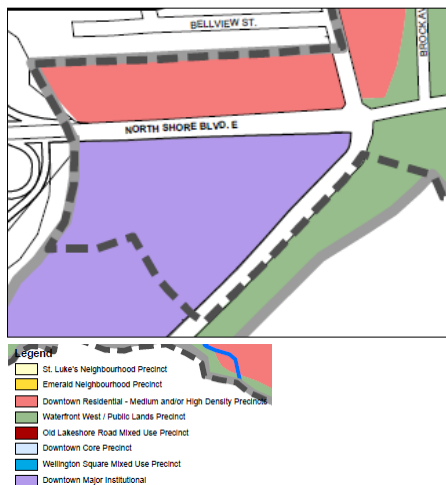 BELLVIEW ST.
BROCK AV
NORTH SHORE BLVD. E
Legend
St. Luke's Neighbourhood Precinct
Emerald Neighbourhood Precinct
Downtown Residential - Medium and/or High Density Precincts
Waterfront West / Public Lands Precinct
Old Lakeshore Road Mixed Use Precinct
Downtown Core Precinct
Wellington Square Mixed Use Precinct
Downtown Major Institutional